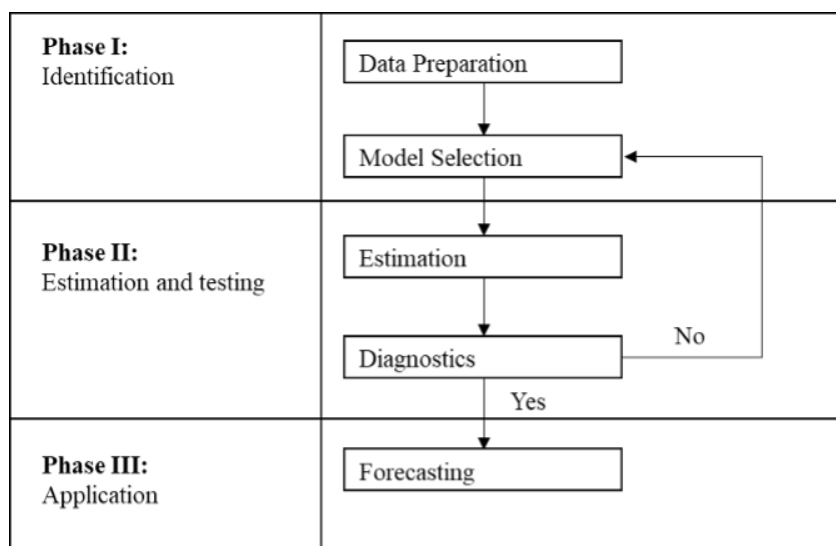 Phase I:
Identification
Data Preparation
Model Selection
Phase II:
Estimation and testing
Estimation
Diagnostics
No
Yes
Phase III:
Application
Forecasting